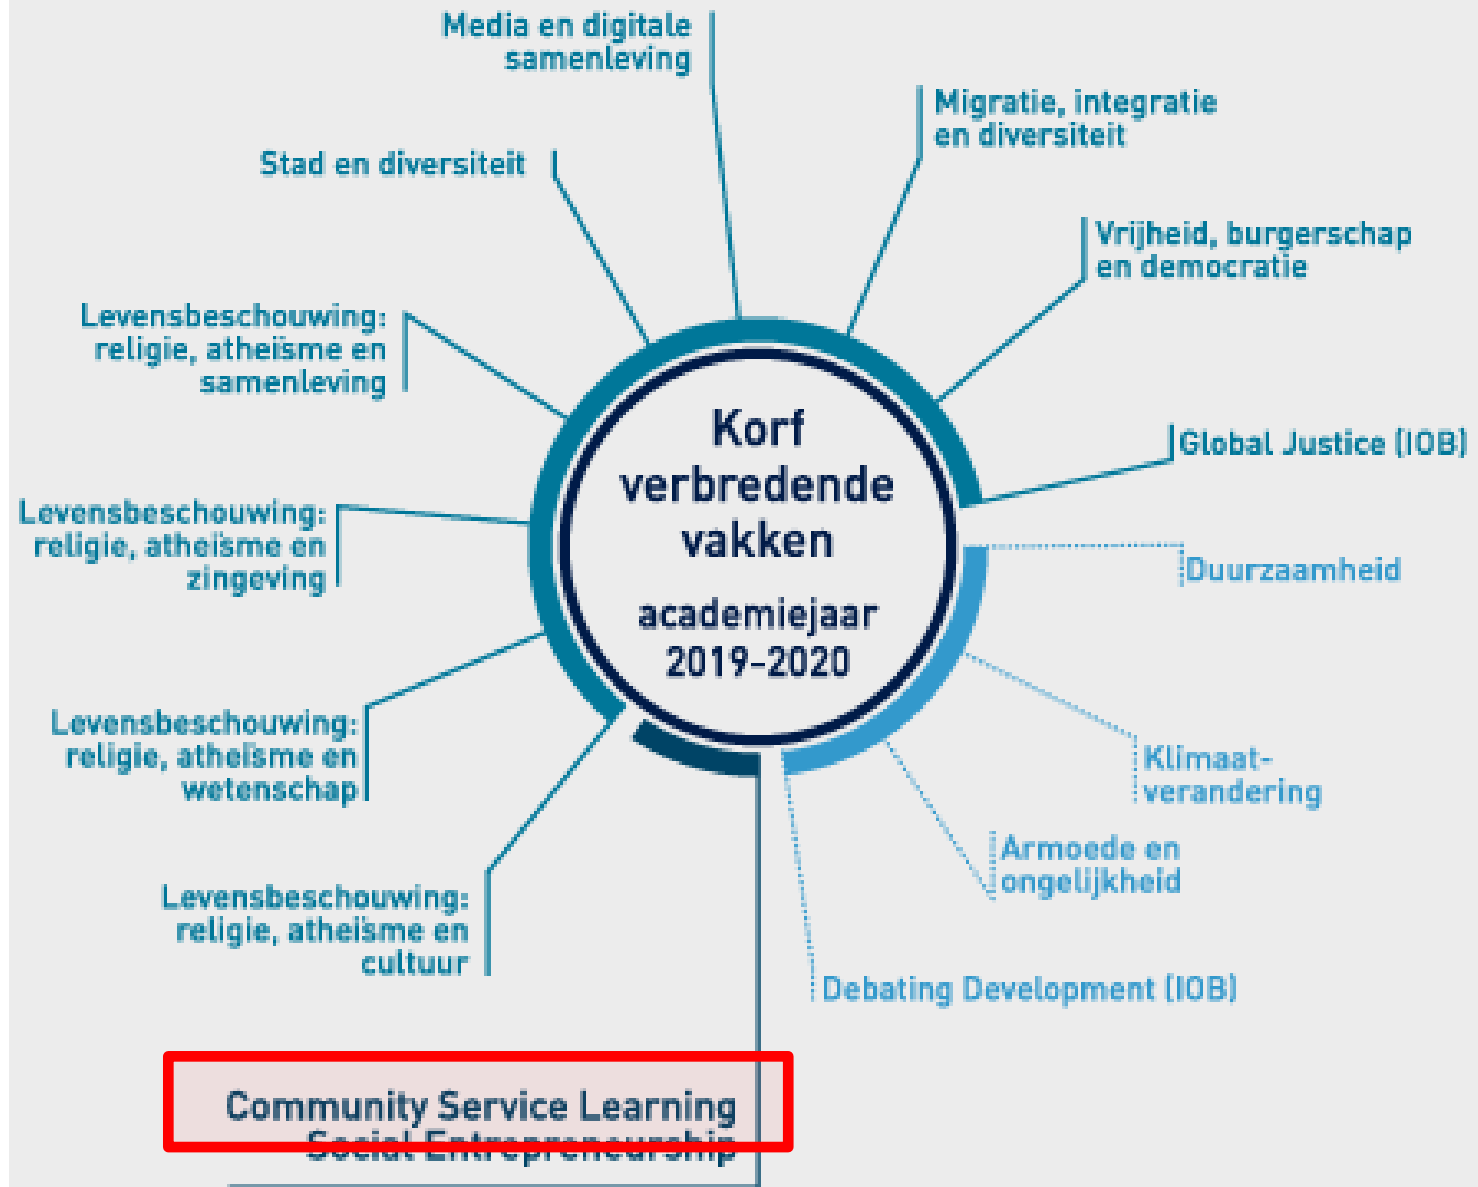 Media en digitale
samenleving
Migratie, integratie
en diversiteit
Stad en diversiteit
Vrijheid, burgerschap
en democratie
Levensbeschouwing:
religie, atheïsme en
samenleving
Korf
verbredende
vakken
academiejaar
2019-2020
Global Justice (IOB)
Levensbeschouwing:
religie, atheïsme en
zingeving
Duurzaamheid
Levensbeschouwing:
religie, atheïsme en
wetenschap
Klimaat-
verandering
Armoede en
ongelijkheid
Levensbeschouwing:
religie, atheïsme en
cultuur
Debating Development (IOB)
Community Service Learning
Social Entrepreneurship